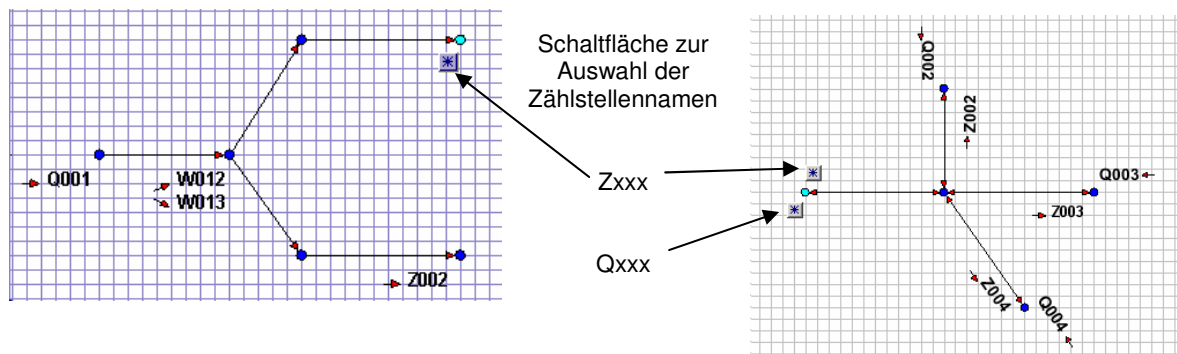 Schaltfläche zur
Auswahl der
Zählstellennamen
Q001
W012
W013
Z002
Zxxx
Qxxx
Q002
Z002
Q003
Z003
Z004
Q004